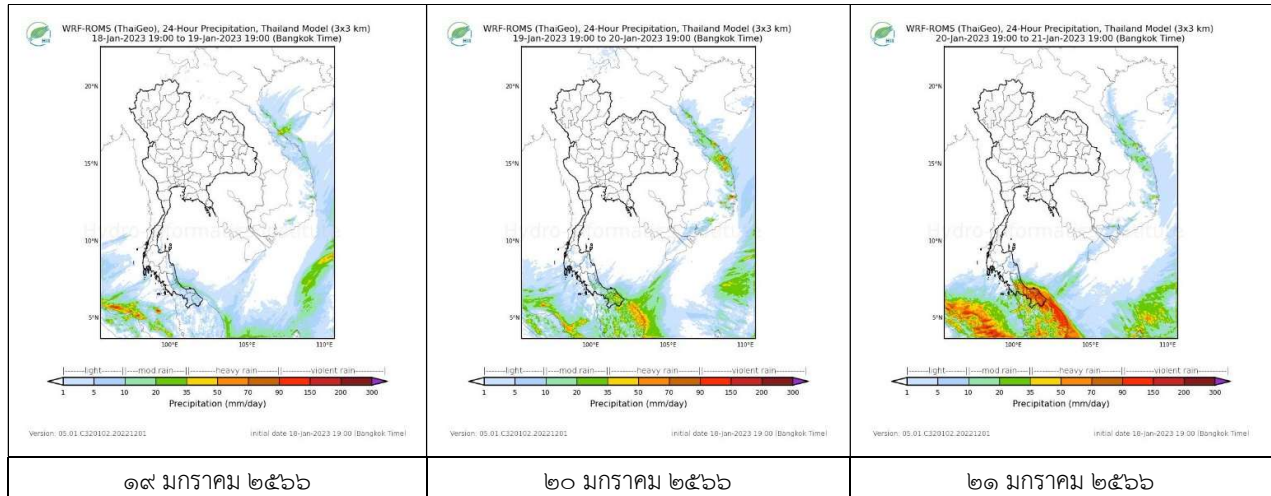 WRF-ROMS (ThaiGeo), 24-Hour Precipitation, Thailand Model (3x3 km)
18-Jan-2023 19:00 to 19-Jan-2023 19:00 (Bangkok Time)
20°N
15°N
10°N
5°N
100°E 105°E 110°E
Hydro Informatics Institute
|-------light-------||----mod rain----||--------heavy rain--------||---------violent rain---------|
1 5 10 20 35 50 70 90 150 200 300
Precipitation (mm/day)
Version: 05.01.C320102.20221201 initial date 18-Jan-2023 19:00 (Bangkok Time)
๑๙ มกราคม ๒๕๖๖
WRF-ROMS (ThaiGeo), 24-Hour Precipitation, Thailand Model (3x3 km)
19-Jan-2023 19:00 to 20-Jan-2023 19:00 (Bangkok Time)
20°N
15°N
10°N
5°N
100°E 105°E 110°E
Hydro Informatics Institute
|-------light-------||----mod rain----||--------heavy rain--------||---------violent rain---------|
1 5 10 20 35 50 70 90 150 200 300
Precipitation (mm/day)
Version: 05.01.C320102.20221201 initial date 18-Jan-2023 19:00 (Bangkok Time)
๒๐ มกราคม ๒๕๖๖
WRF-ROMS (ThaiGeo), 24-Hour Precipitation, Thailand Model (3x3 km)
20-Jan-2023 19:00 to 21-Jan-2023 19:00 (Bangkok Time)
20°N
15°N
10°N
5°N
100°E 105°E 110°E
Hydro Informatics Institute
|-------light-------||----mod rain----||--------heavy rain--------||---------violent rain---------|
1 5 10 20 35 50 70 90 150 200 300
Precipitation (mm/day)
Version: 05.01.C320102.20221201 initial date 18-Jan-2023 19:00 (Bangkok Time)
๒๑ มกราคม ๒๕๖๖